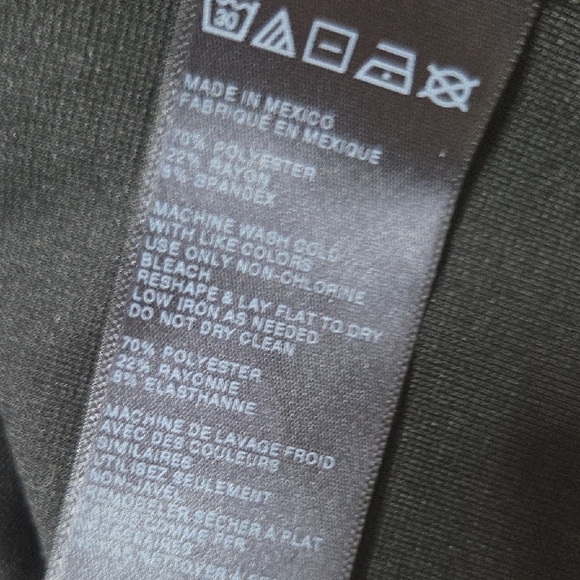 30
MADE IN MEXICO
FABRIQUÉ EN MEXIQUE
70% POLYESTER
22% RAYON
8% SPANDEX
MACHINE WASH COLD
WITH LIKE COLORS
USE ONLY NON-CHLORINE
BLEACH
RESHAPE & LAY FLAT TO DRY
LOW IRON AS NEEDED
DO NOT DRY CLEAN
70% POLYESTER
22% RAYONNE
8% ELASTHANNE
MACHINE DE LAVAGE FROID
AVEC DES COULEURS
SIMILAIRES
UTILISEZ SEULEMENT
NON-JAVEL
SÉCHER À PLAT
COMME FER